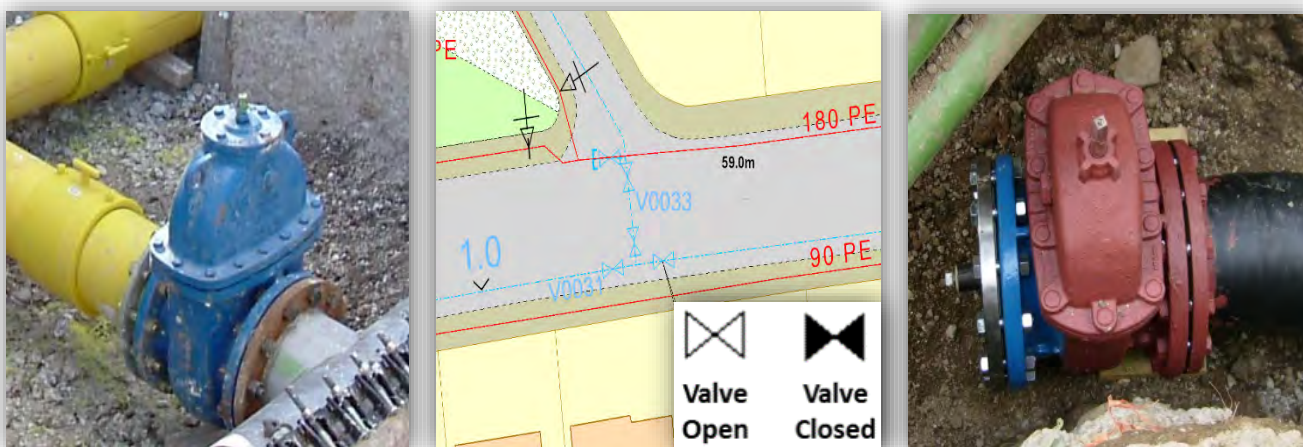 PE
180 PE
59.0m
V0033
1.0
90 PE
V0031
Valve
Open
Valve
Closed